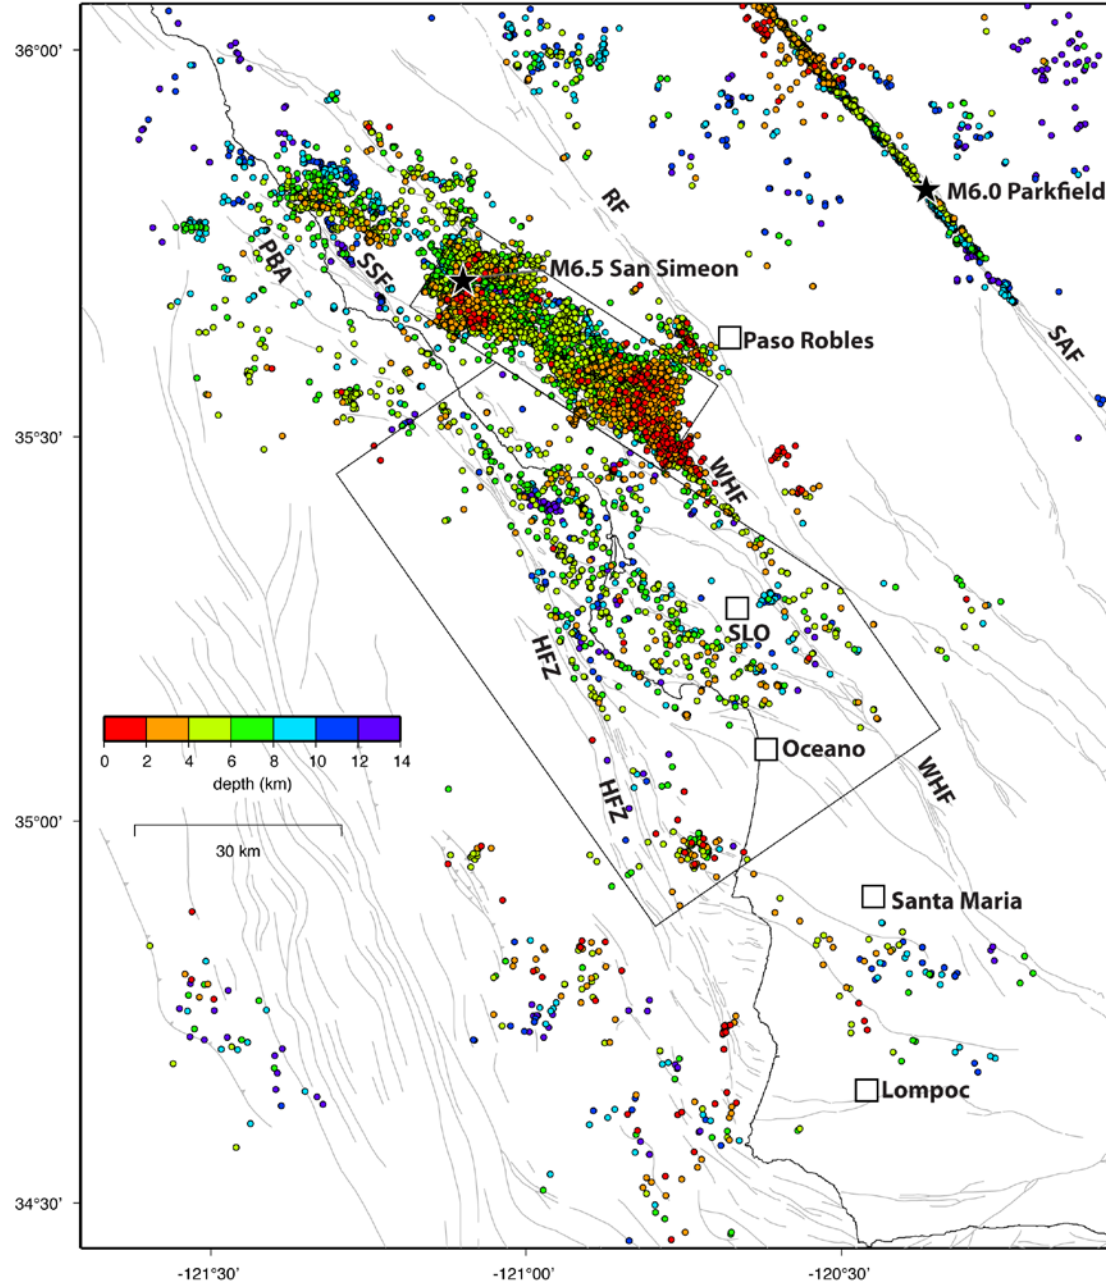 36°00'
RF
M6.0 Parkfield
PBA
SSF
M6.5 San Simeon
SAF
Paso Robles
35°30'
WHF
SLO
HFZ
0 2 4 6 8 10 12 14
depth (km)
Oceano
HFZ
WHF
35°00'
30 km
Santa Maria
Lompoc
34°30'
-121°30' -121°00' -120°30'